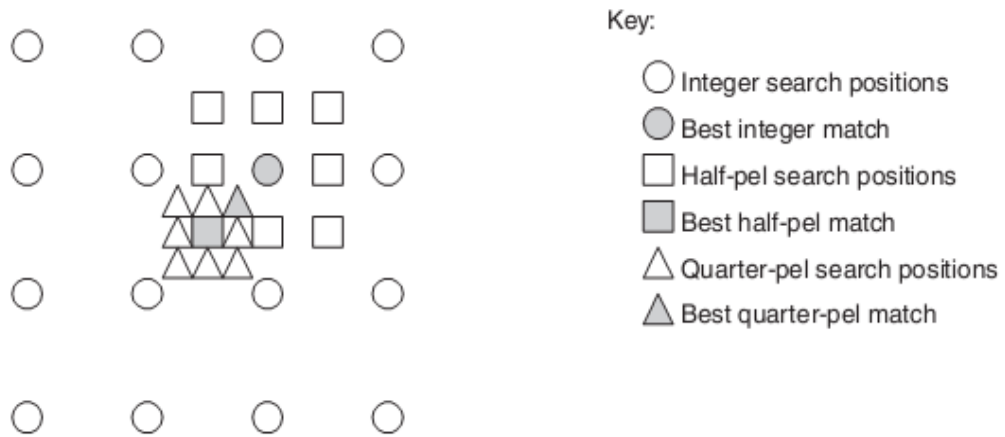 Key:
Integer search positions
Best integer match
Half-pel search positions
Best half-pel match
Quarter-pel search positions
Best quarter-pel match